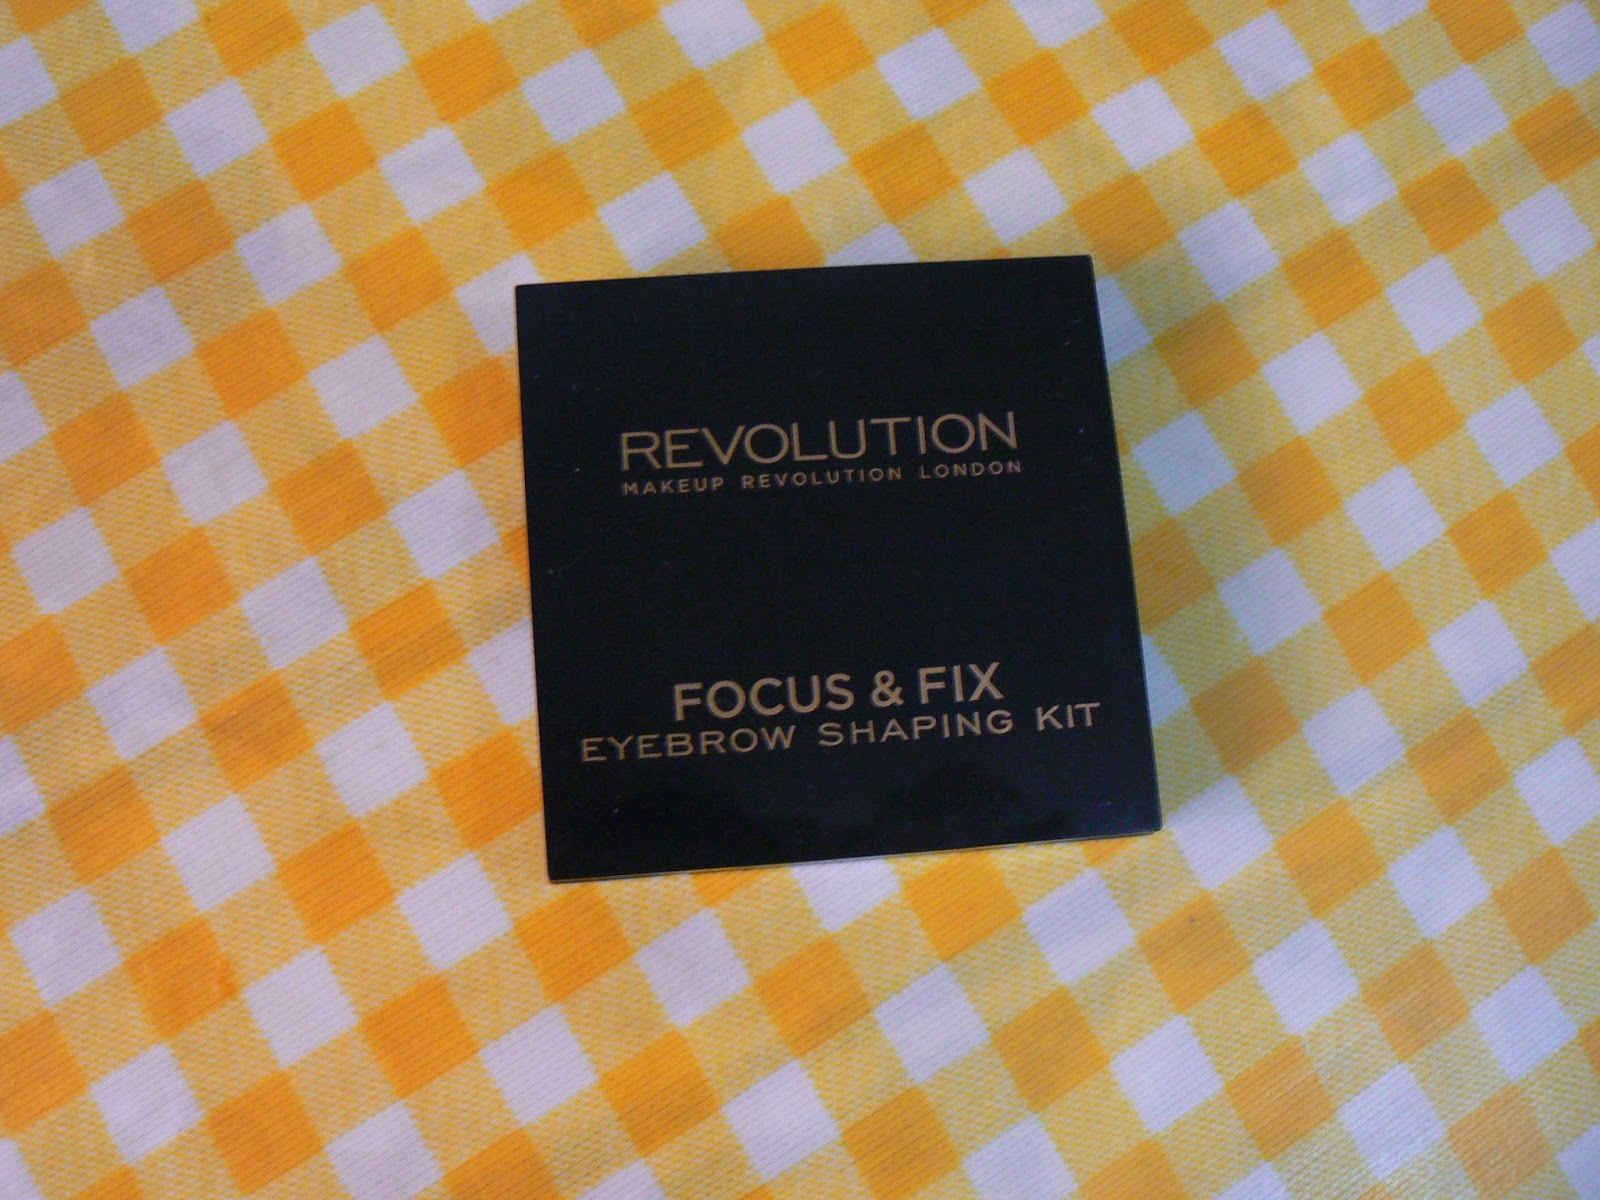 REVOLUTION
MAKEUP REVOLUTION LONDON
FOCUS & FIX
EYEBROW SHAPING KIT